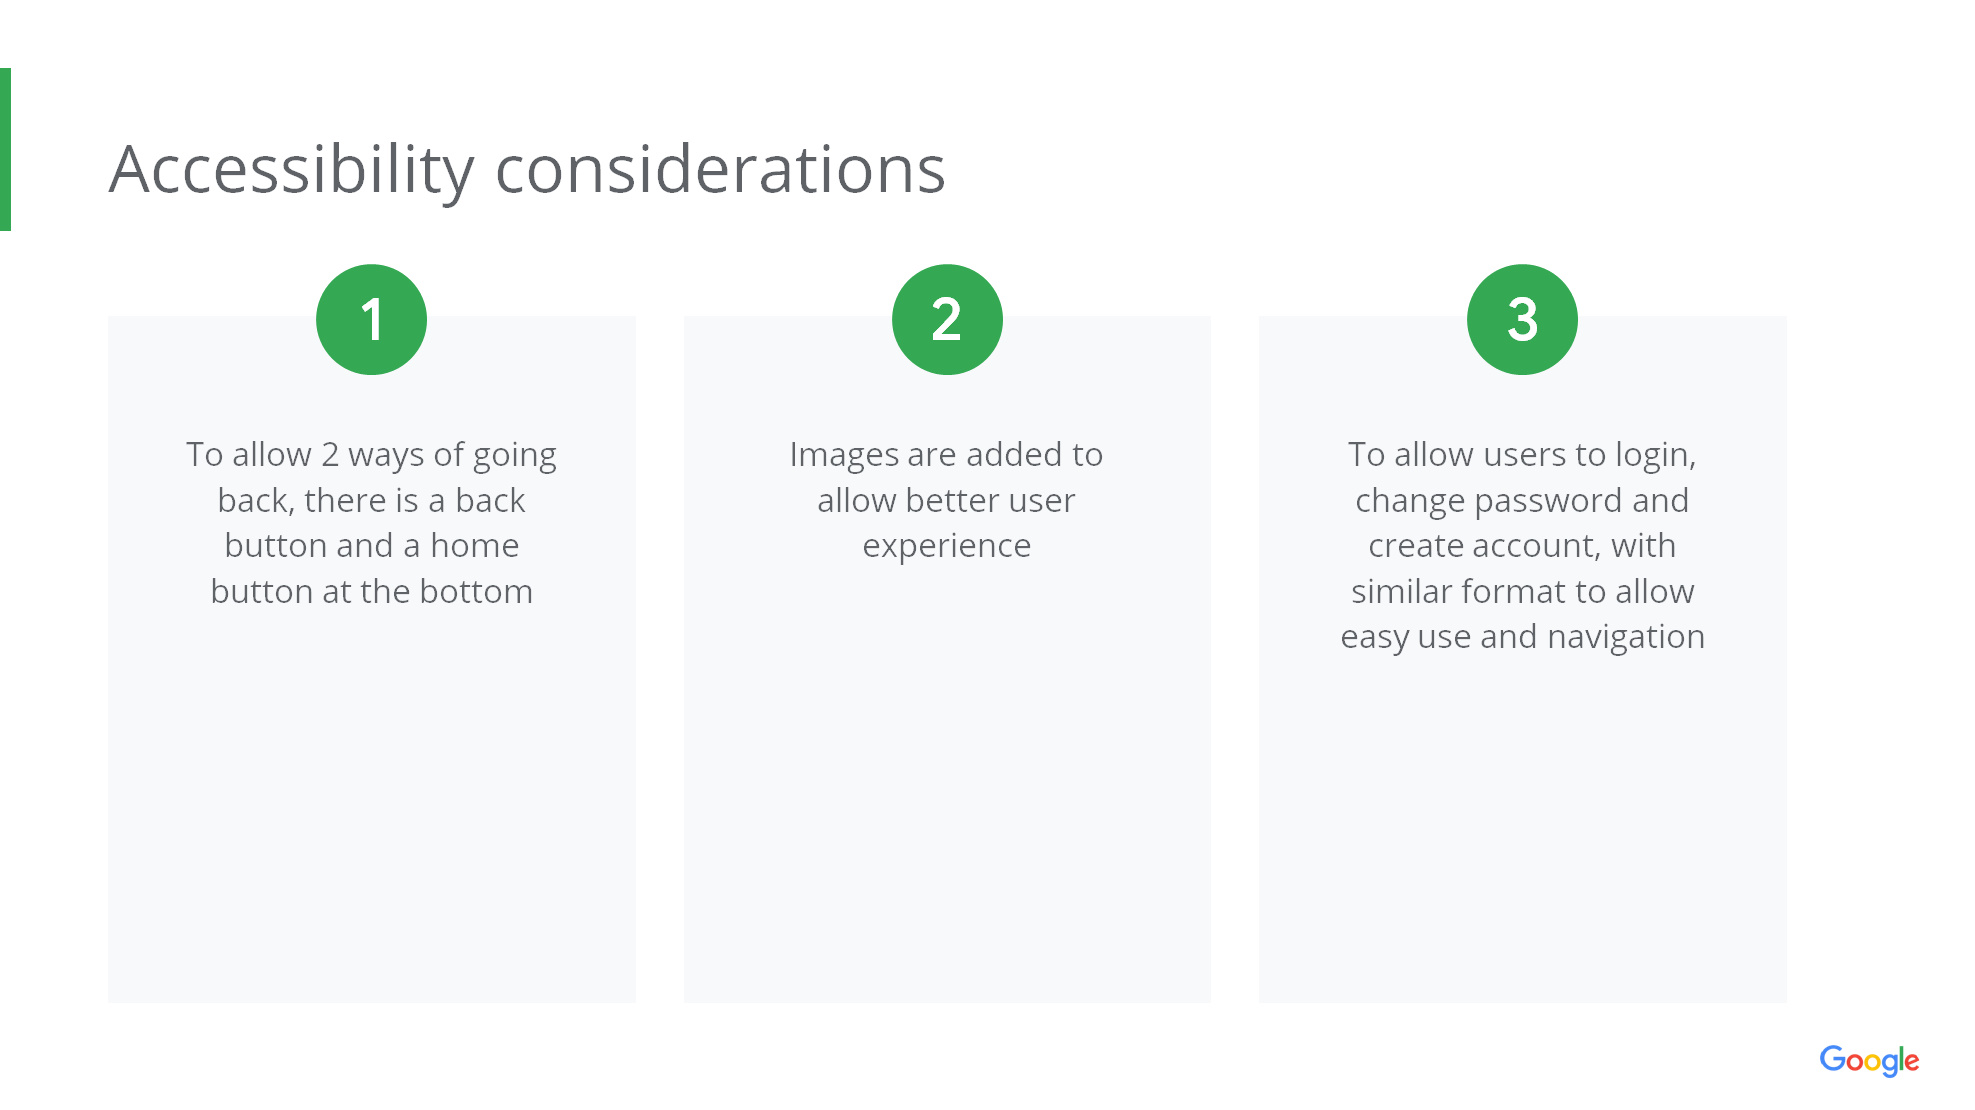 Accessibility considerations
1
To allow 2 ways of going
back, there is a back
button and a home
button at the bottom
2
Images are added to
allow better user
experience
3
To allow users to login,
change password and
create account, with
similar format to allow
easy use and navigation
Google